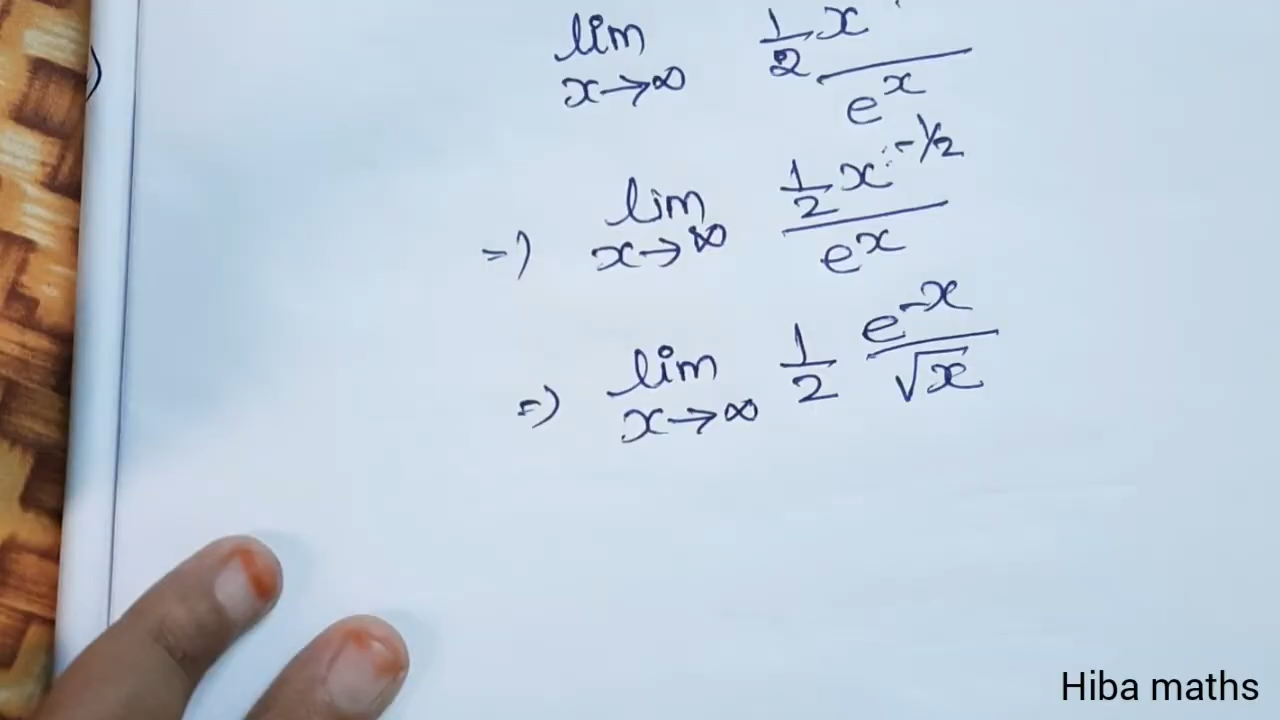 lim x→∞ 1/2 x / e^x
=) lim x→∞ 1/2 x^-1/2 / e^x
=) lim x→∞ 1/2 e^-x / √x
Hiba maths